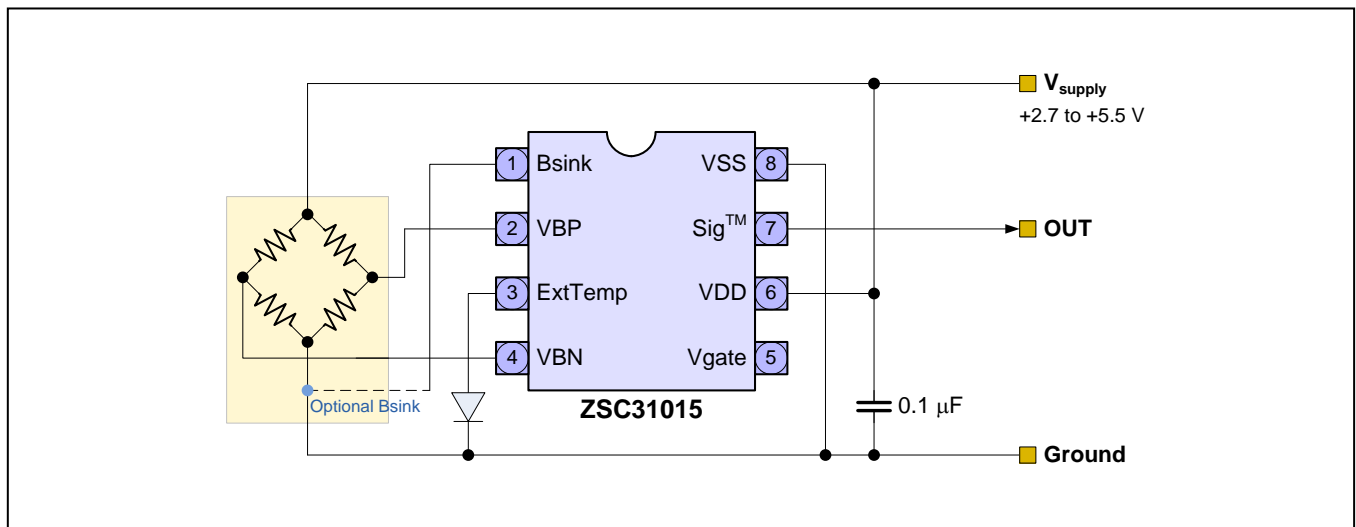 V_supply
+2.7 to +5.5 V
1 Bsink VSS 8
2 VBP Sig™ 7
OUT
3 ExtTemp VDD 6
4 VBN Vgate 5
Optional Bsink
ZSC31015
0.1 μF
Ground